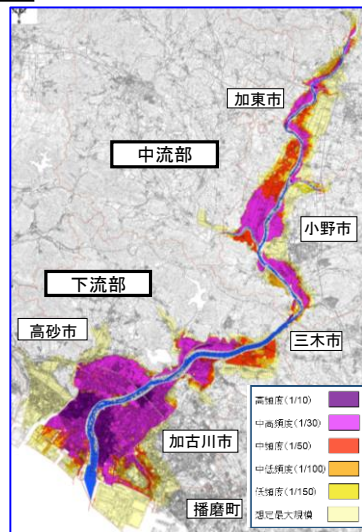 加東市
中流部
小野市
下流部
高砂市
三木市
加古川市
播磨町
高頻度(1/10)
中高頻度(1/30)
中頻度(1/50)
中低頻度(1/100)
低頻度(1/150)
想定最大規模